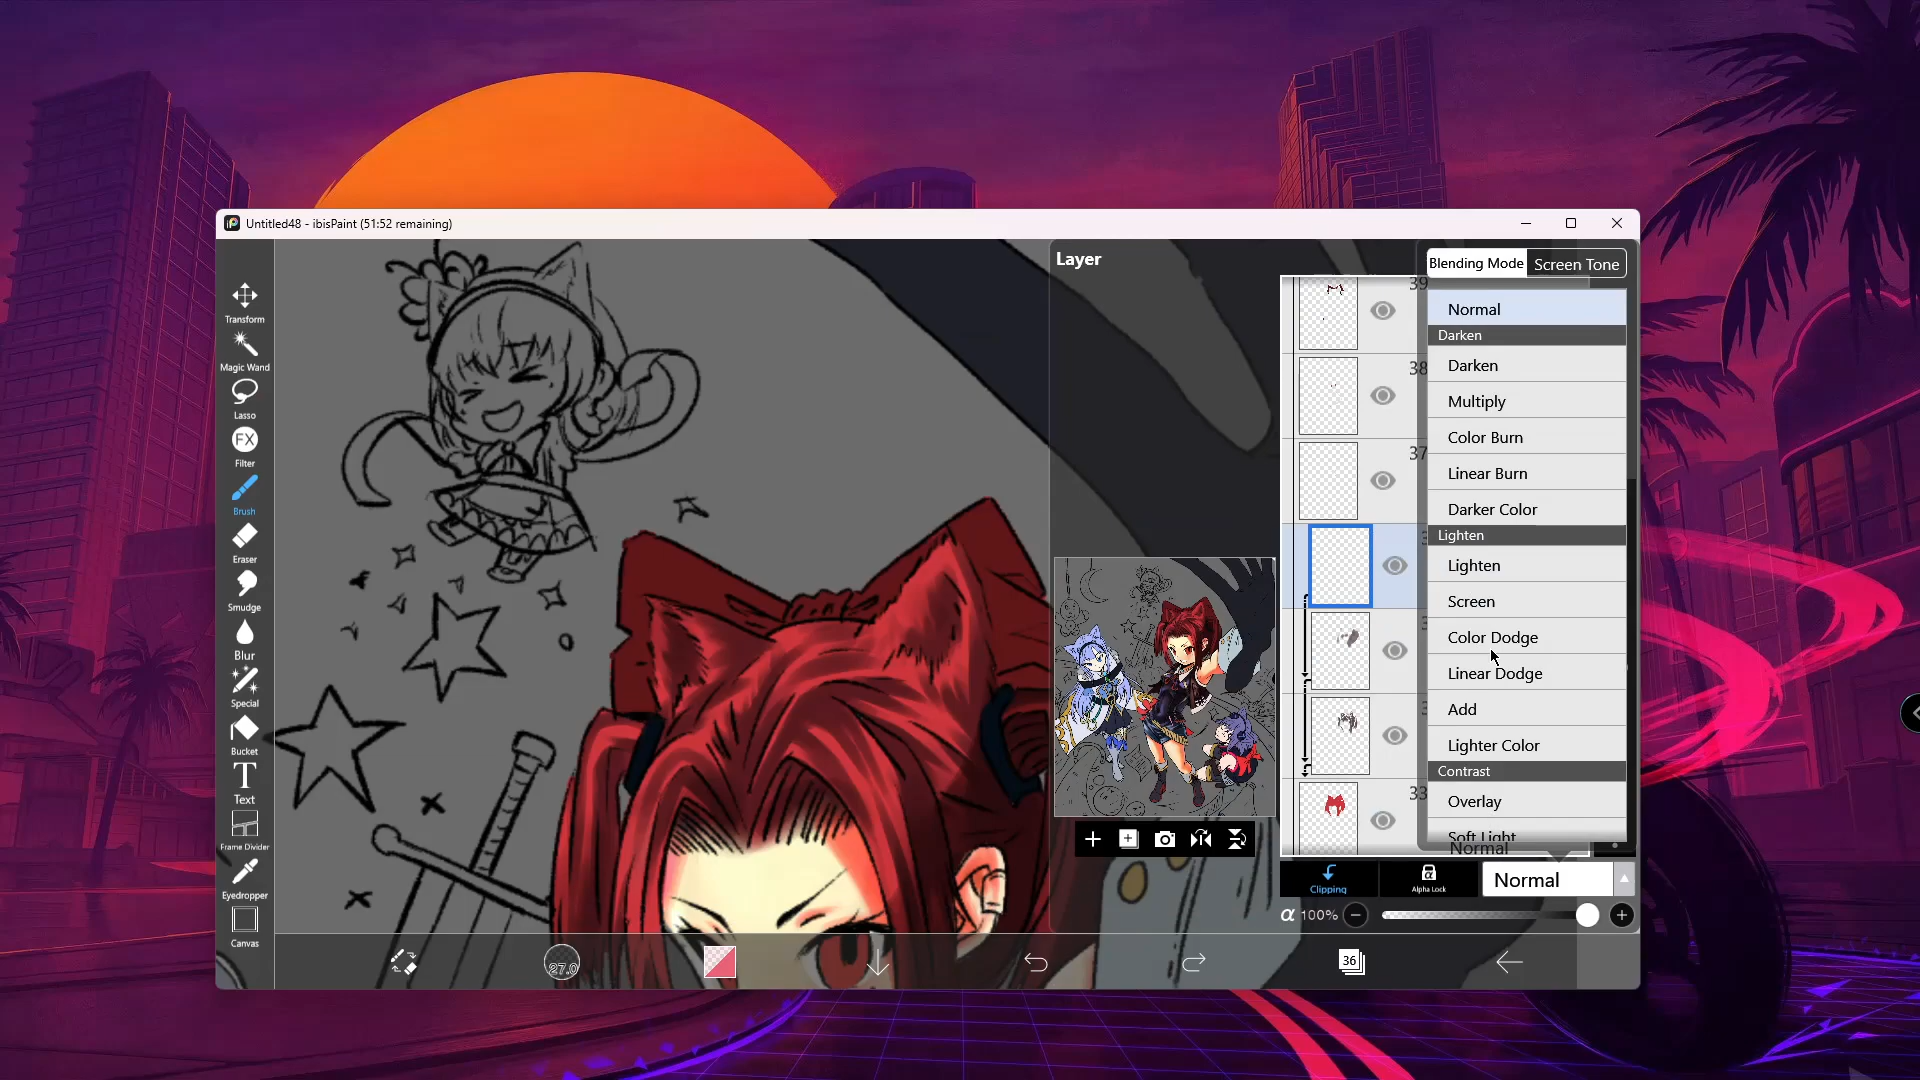 Untitled48 - ibisPaint (51:52 remaining)
Transform
Magic Wand
Lasso
FX
Filter
Brush
Eraser
Smudge
Blur
Special
Bucket
T
Text
Frame Divider
Eyedropper
Canvas
27.0
Layer
39
38
37
33
Blending Mode
Screen Tone
Normal
Darken
Darken
Multiply
Color Burn
Linear Burn
Darker Color
Lighten
Lighten
Screen
Color Dodge
Linear Dodge
Add
Lighter Color
Contrast
Overlay
Soft Light
Normal
Clipping
Alpha Lock
Normal
α 100%
36